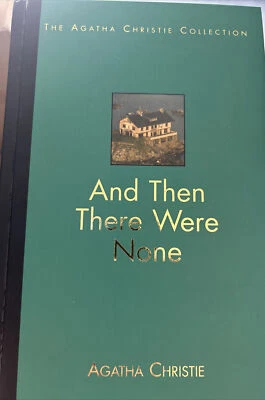 THE AGATHA CHRISTIE COLLECTION
And Then
There Were
None
AGATHA CHRISTIE